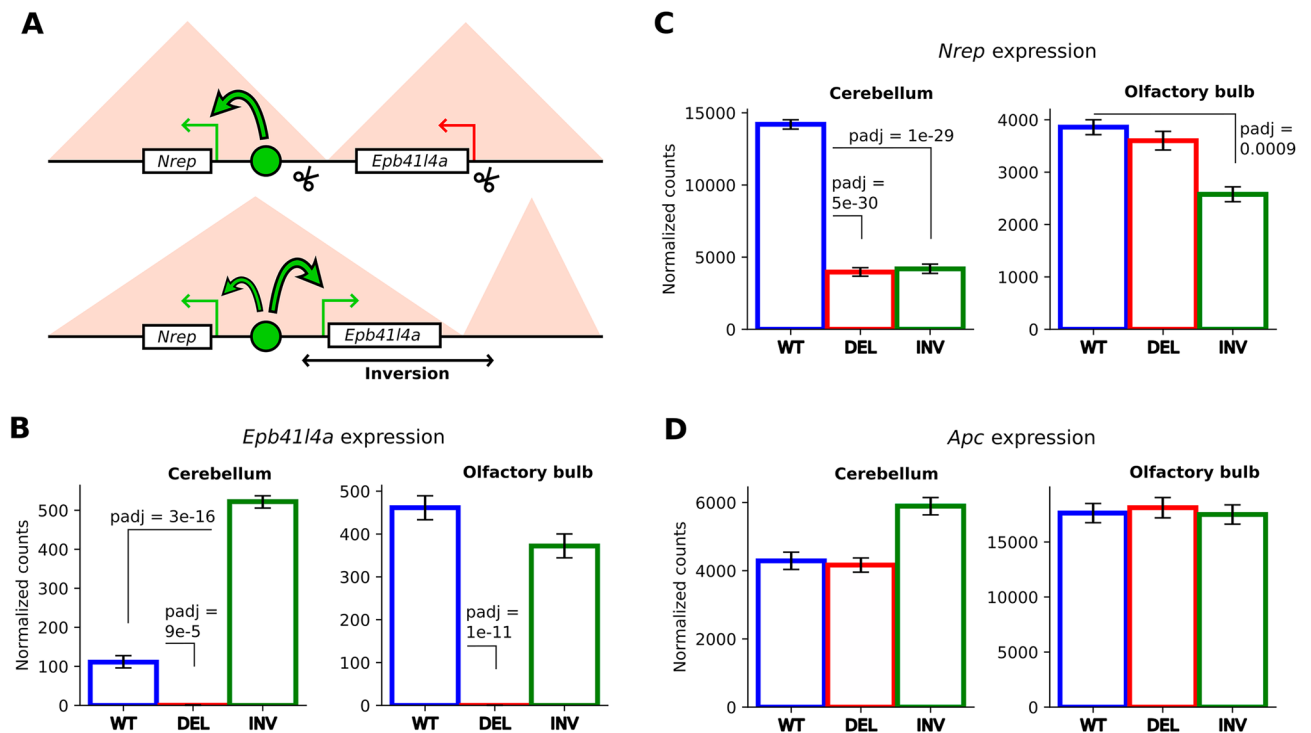 A
Nrep
Epb41l4a
Nrep
Epb41l4a
Inversion
B
Epb41l4a expression
Cerebellum
Normalized counts
500
400
300
200
100
0
padj = 3e-16
padj =
9e-5
WT
DEL
INV
Olfactory bulb
500
400
300
200
100
0
padj =
1e-11
WT
DEL
INV
C
Nrep expression
Cerebellum
Normalized counts
15000
10000
5000
0
padj = 1e-29
padj =
5e-30
WT
DEL
INV
Olfactory bulb
4000
3000
2000
1000
0
padj =
0.0009
WT
DEL
INV
D
Apc expression
Cerebellum
Normalized counts
6000
4000
2000
0
WT
DEL
INV
Olfactory bulb
15000
10000
5000
0
WT
DEL
INV